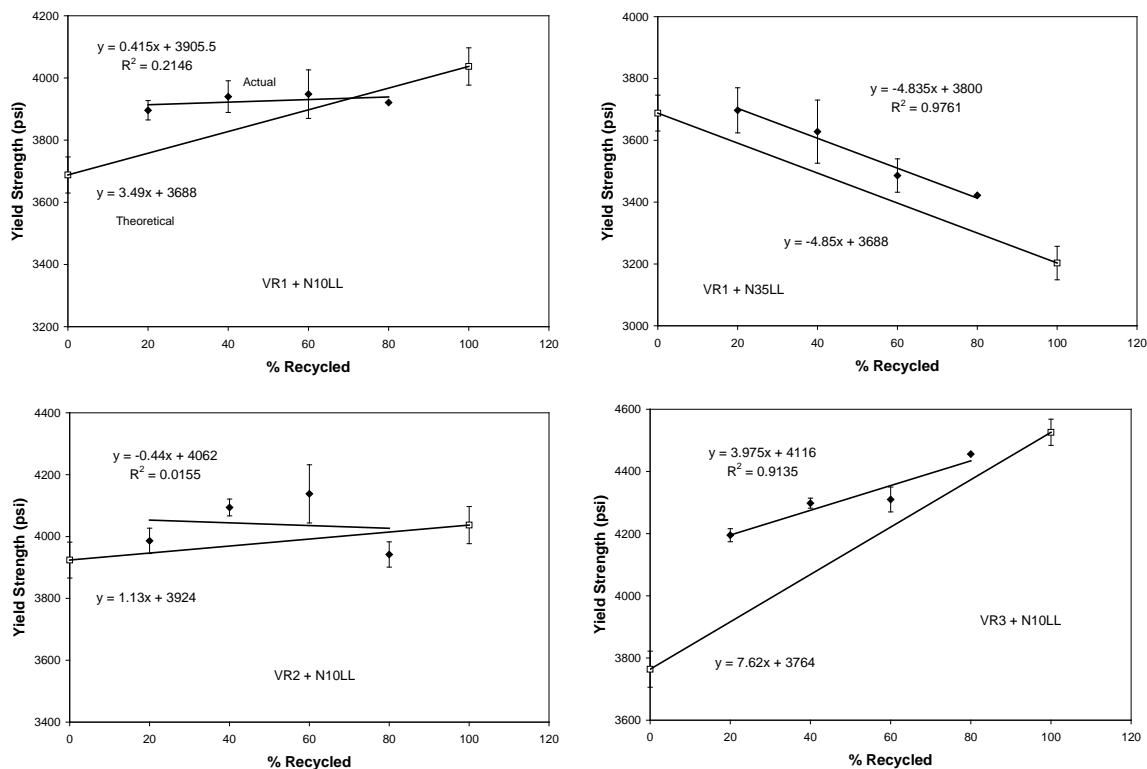 4200
4000
3800
3600
3400
3200
Yield Strength (psi)
y = 0.415x + 3905.5
R² = 0.2146
Actual
y = 3.49x + 3688
Theoretical
VR1 + N10LL
0 20 40 60 80 100 120
% Recycled
4000
3800
3600
3400
3200
3000
Yield Strength (psi)
y = -4.835x + 3800
R² = 0.9761
y = -4.85x + 3688
VR1 + N35LL
0 20 40 60 80 100 120
% Recycled
4400
4200
4000
3800
3600
3400
Yield Strength (psi)
y = -0.44x + 4062
R² = 0.0155
y = 1.13x + 3924
VR2 + N10LL
0 20 40 60 80 100 120
% Recycled
4600
4400
4200
4000
3800
3600
Yield Strength (psi)
y = 3.975x + 4116
R² = 0.9135
VR3 + N10LL
y = 7.62x + 3764
0 20 40 60 80 100 120
% Recycled